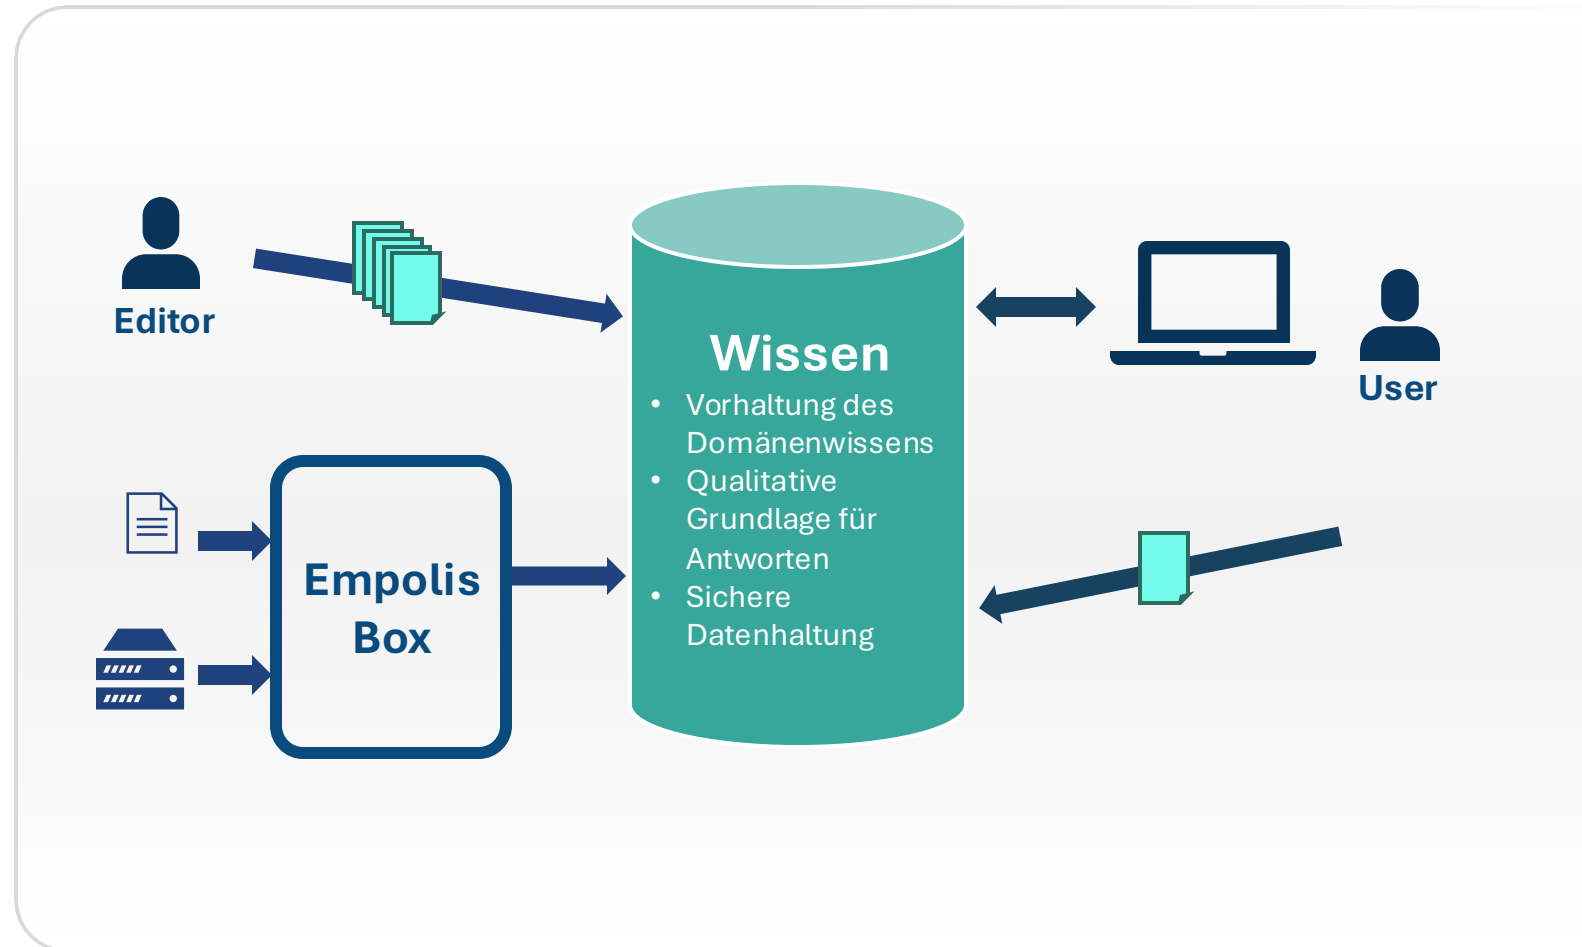 Editor
Wissen
• Vorhaltung des
Domänenwissens
• Qualitative
Grundlage für
Antworten
• Sichere
Datenhaltung
User
Empolis
Box